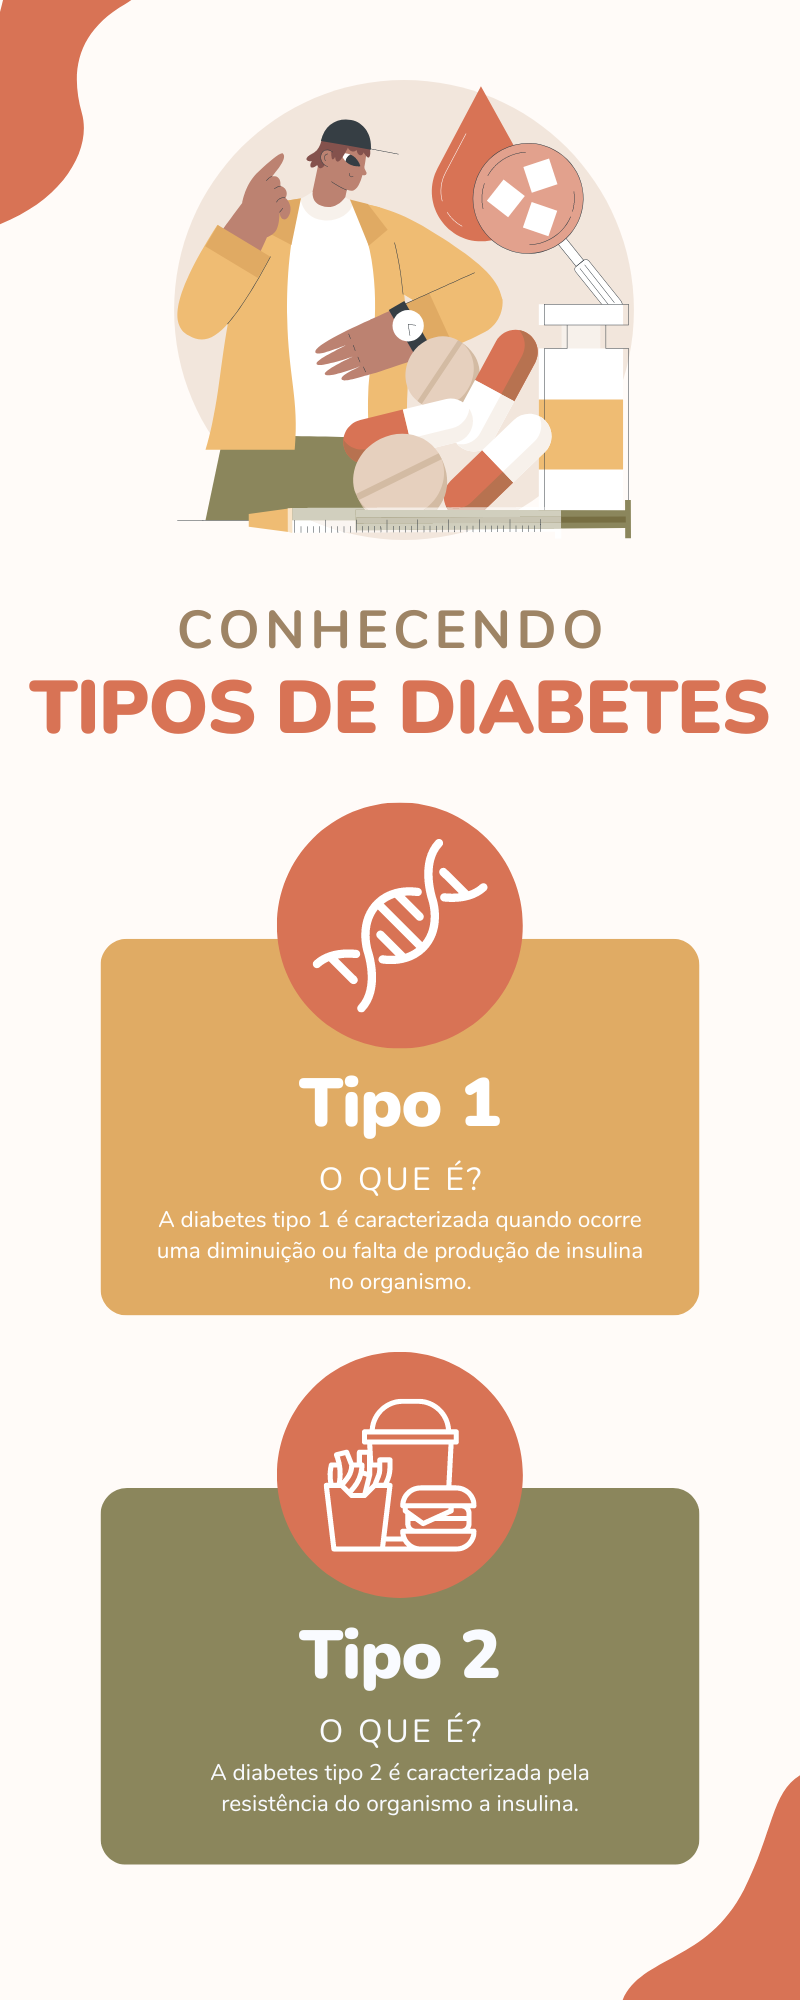 CONHECENDO
TIPOS DE DIABETES
Tipo 1
O QUE É?
A diabetes tipo 1 é caracterizada quando ocorre
uma diminuição ou falta de produção de insulina
no organismo.
Tipo 2
O QUE É?
A diabetes tipo 2 é caracterizada pela
resistência do organismo a insulina.